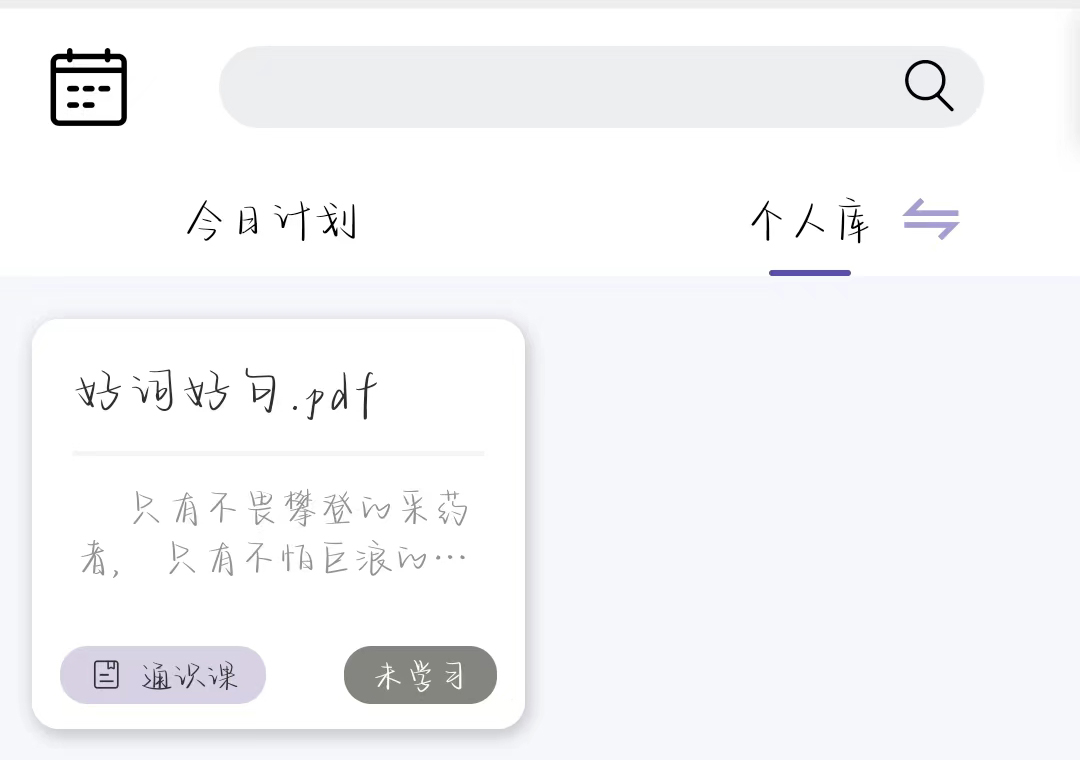 今日计划
个人库
好词好句.pdf
只有不畏攀登的采药
者， 只有不怕巨浪的…
通识课
未学习